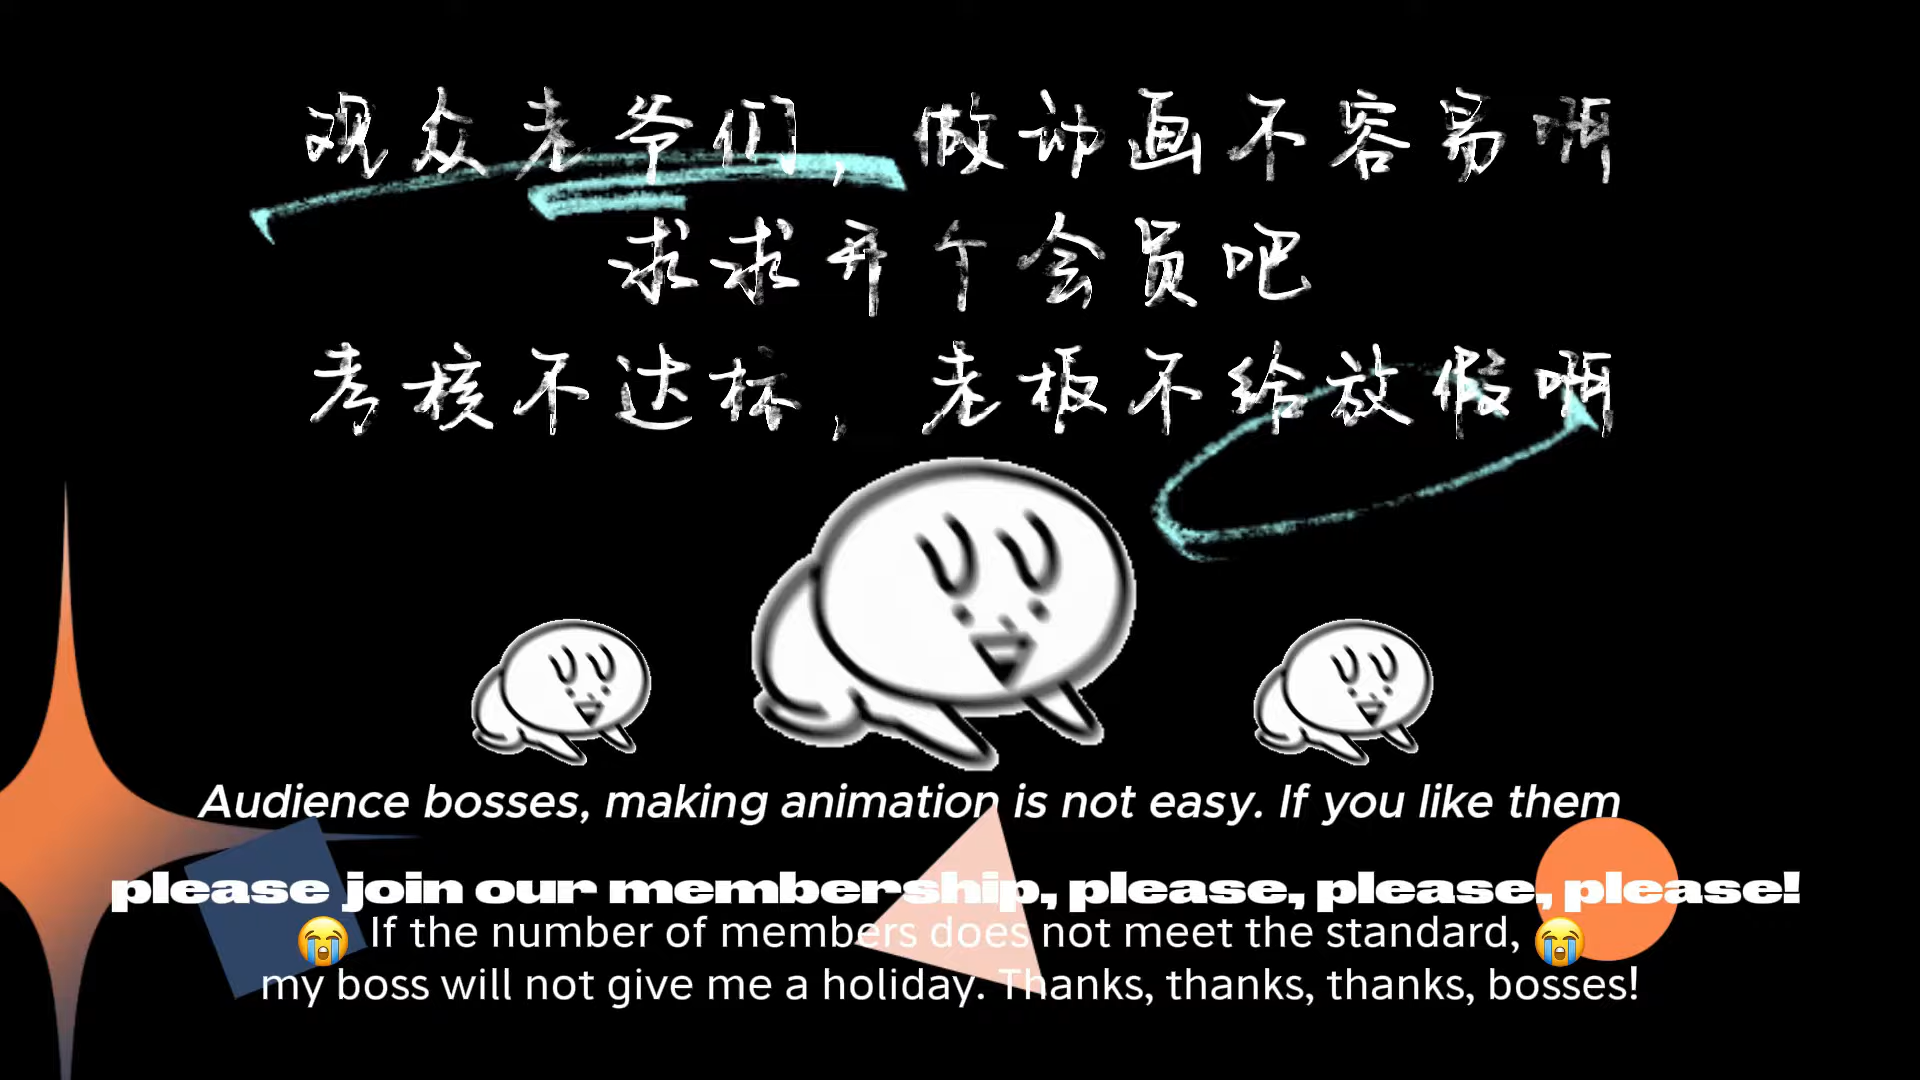 观众老爷们，做动画不容易啊
求求开个会员吧
考核不达标，老板不给放假啊
Audience bosses, making animation is not easy. If you like them
please join our membership, please, please, please!
😭 If the number of members does not meet the standard, 😭
my boss will not give me a holiday. Thanks, thanks, thanks, bosses!